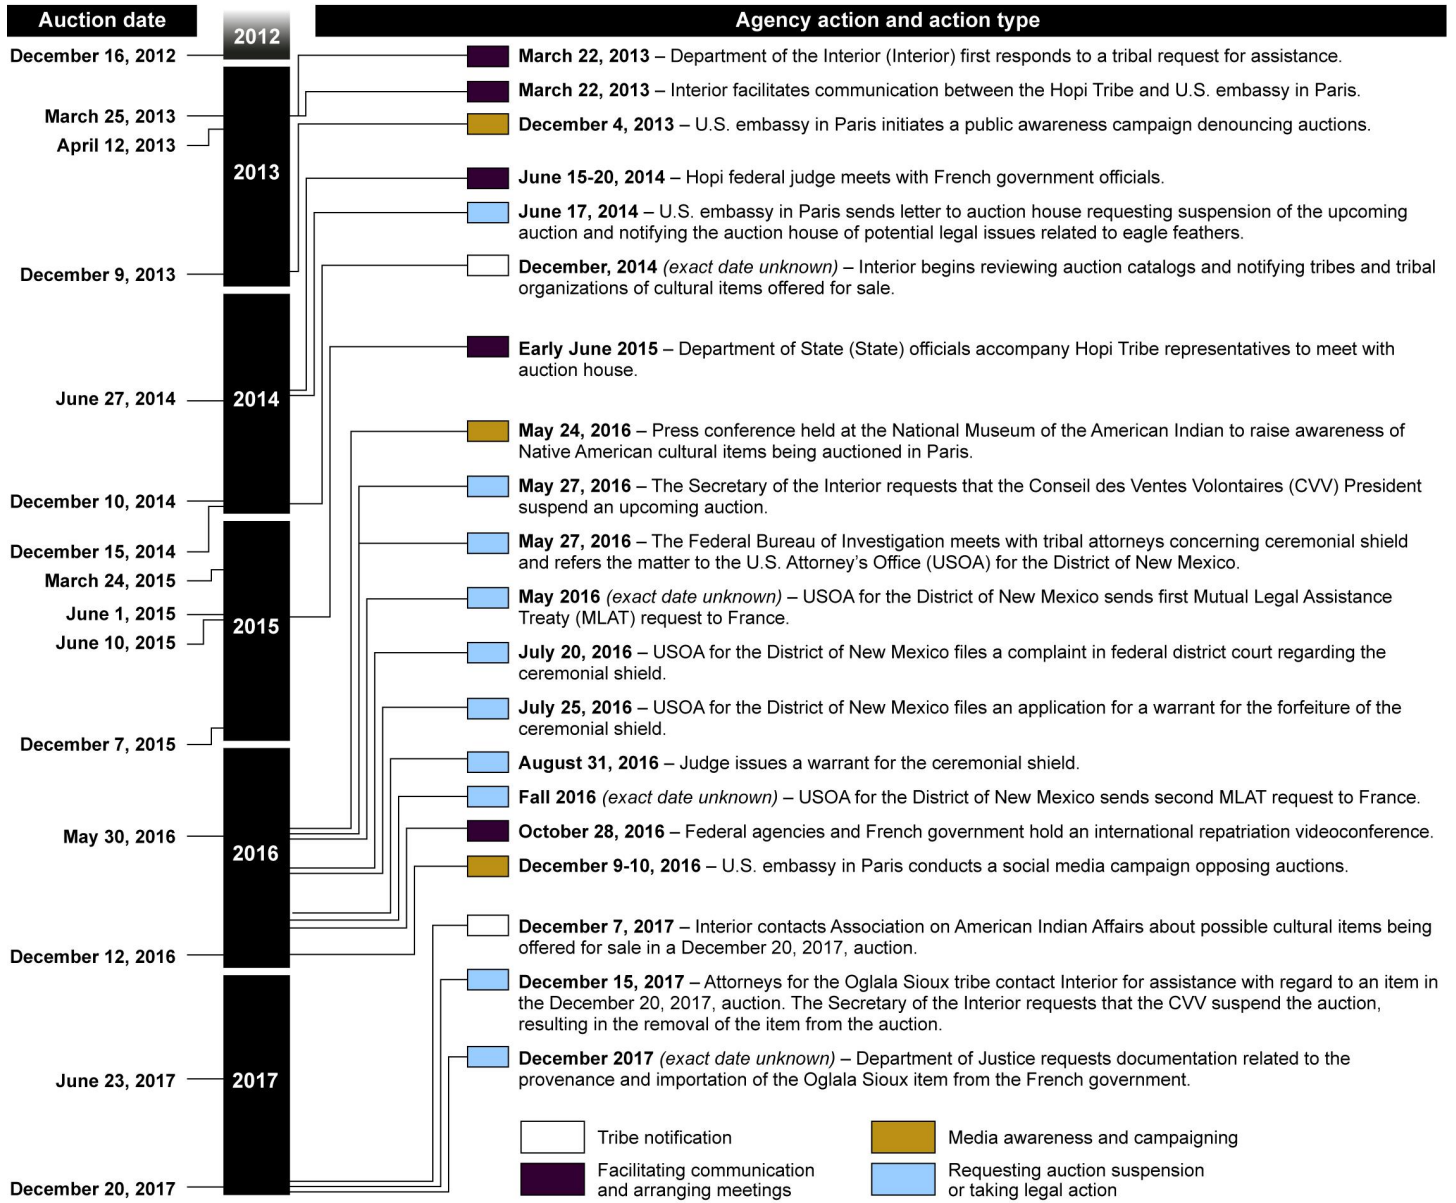 Auction date
2012
Agency action and action type
December 16, 2012
March 25, 2013
April 12, 2013
2013
December 9, 2013
June 27, 2014
2014
December 10, 2014
December 15, 2014
March 24, 2015
June 1, 2015
2015
June 10, 2015
December 7, 2015
May 30, 2016
2016
December 12, 2016
June 23, 2017
2017
December 20, 2017
March 22, 2013 – Department of the Interior (Interior) first responds to a tribal request for assistance.
March 22, 2013 – Interior facilitates communication between the Hopi Tribe and U.S. embassy in Paris.
December 4, 2013 – U.S. embassy in Paris initiates a public awareness campaign denouncing auctions.
June 15-20, 2014 – Hopi federal judge meets with French government officials.
June 17, 2014 – U.S. embassy in Paris sends letter to auction house requesting suspension of the upcoming
auction and notifying the auction house of potential legal issues related to eagle feathers.
December, 2014 (exact date unknown) – Interior begins reviewing auction catalogs and notifying tribes and tribal
organizations of cultural items offered for sale.
Early June 2015 – Department of State (State) officials accompany Hopi Tribe representatives to meet with
auction house.
May 24, 2016 – Press conference held at the National Museum of the American Indian to raise awareness of
Native American cultural items being auctioned in Paris.
May 27, 2016 – The Secretary of the Interior requests that the Conseil des Ventes Volontaires (CVV) President
suspend an upcoming auction.
May 27, 2016 – The Federal Bureau of Investigation meets with tribal attorneys concerning ceremonial shield
and refers the matter to the U.S. Attorney's Office (USOA) for the District of New Mexico.
May 2016 (exact date unknown) – USOA for the District of New Mexico sends first Mutual Legal Assistance
Treaty (MLAT) request to France.
July 20, 2016 – USOA for the District of New Mexico files a complaint in federal district court regarding the
ceremonial shield.
July 25, 2016 – USOA for the District of New Mexico files an application for a warrant for the forfeiture of the
ceremonial shield.
August 31, 2016 – Judge issues a warrant for the ceremonial shield.
Fall 2016 (exact date unknown) – USOA for the District of New Mexico sends second MLAT request to France.
October 28, 2016 – Federal agencies and French government hold an international repatriation videoconference.
December 9-10, 2016 – U.S. embassy in Paris conducts a social media campaign opposing auctions.
December 7, 2017 – Interior contacts Association on American Indian Affairs about possible cultural items being
offered for sale in a December 20, 2017, auction.
December 15, 2017 – Attorneys for the Oglala Sioux tribe contact Interior for assistance with regard to an item in
the December 20, 2017, auction. The Secretary of the Interior requests that the CVV suspend the auction,
resulting in the removal of the item from the auction.
December 2017 (exact date unknown) – Department of Justice requests documentation related to the
provenance and importation of the Oglala Sioux item from the French government.
Tribe notification
Facilitating communication
and arranging meetings
Media awareness and campaigning
Requesting auction suspension
or taking legal action